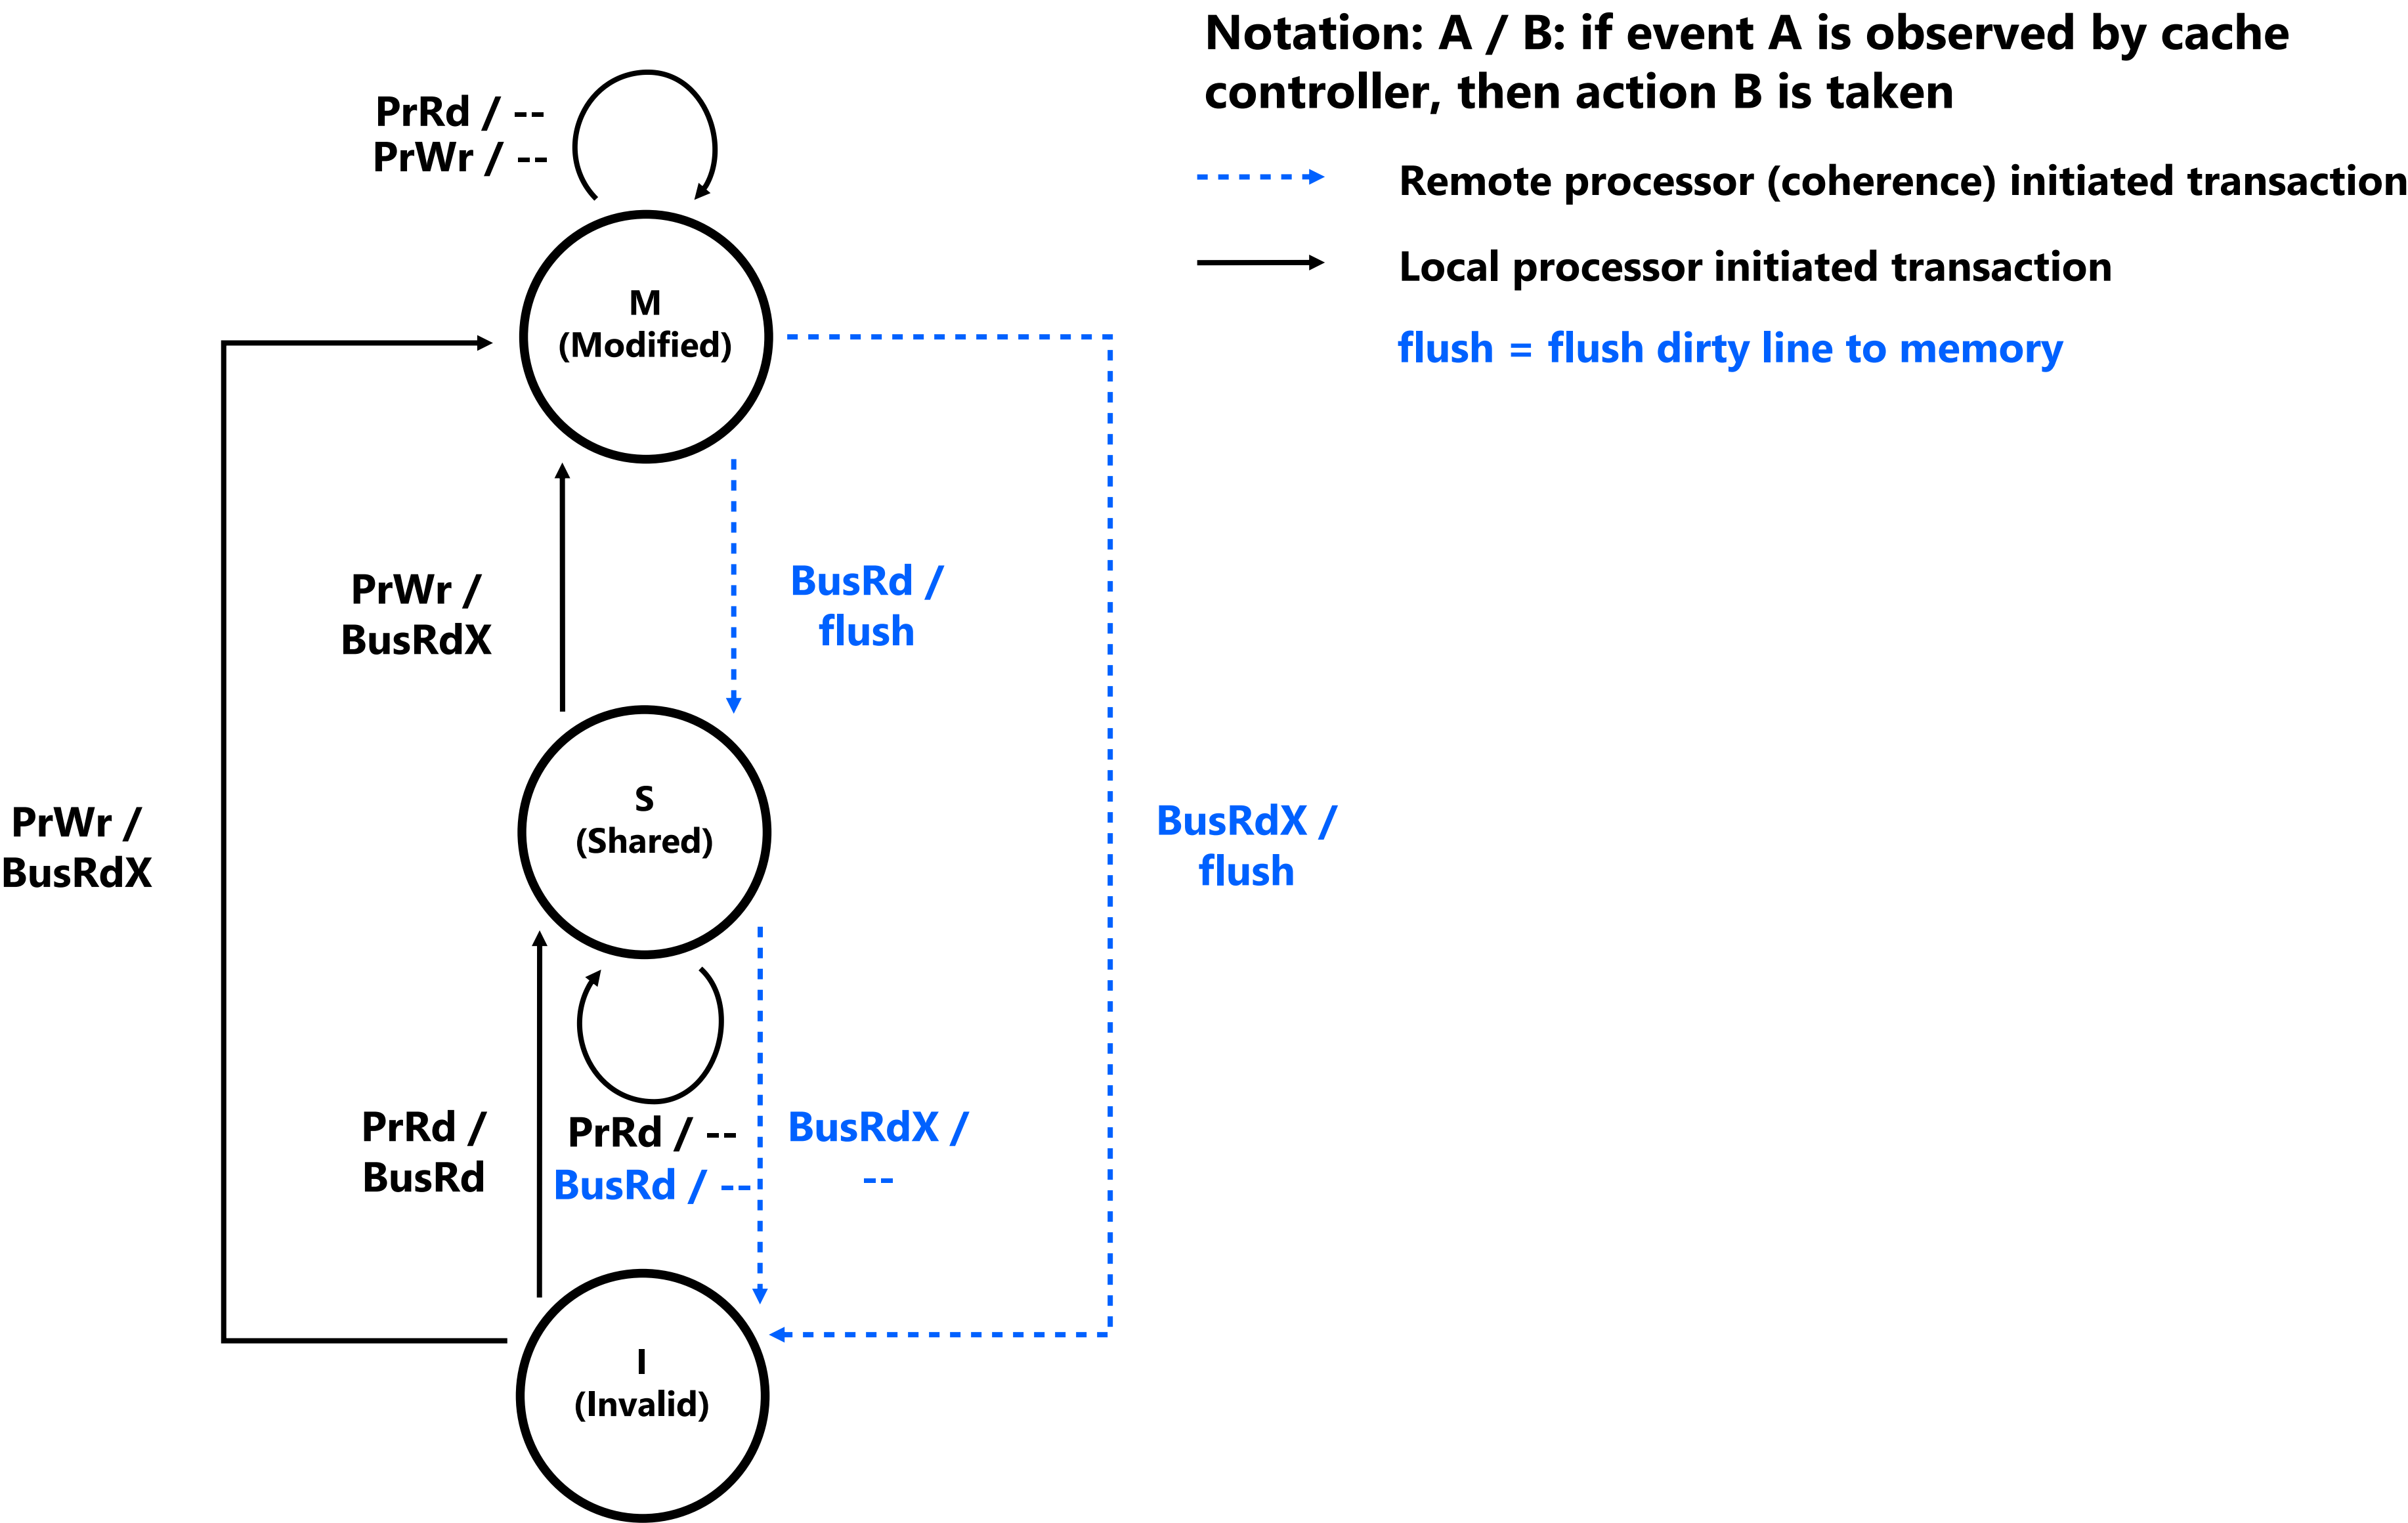 Notation: A / B: if event A is observed by cache
controller, then action B is taken
Remote processor (coherence) initiated transaction
Local processor initiated transaction
flush = flush dirty line to memory
PrRd / --
PrWr / --
M
(Modified)
PrWr /
BusRdX
BusRd /
flush
S
(Shared)
PrWr /
BusRdX
BusRdX /
flush
PrRd /
BusRd
PrRd / --
BusRd / --
BusRdX /
--
I
(Invalid)